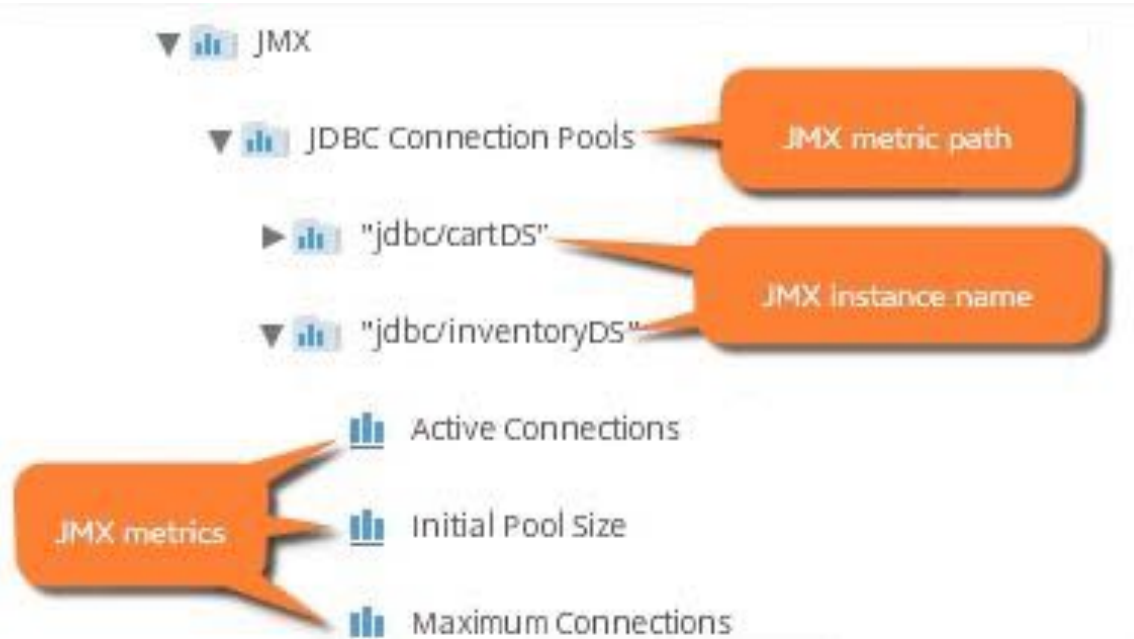 JMX
JDBC Connection Pools
JMX metric path
"jdbc/cartDS"
JMX instance name
"jdbc/inventoryDS"
Active Connections
JMX metrics
Initial Pool Size
Maximum Connections